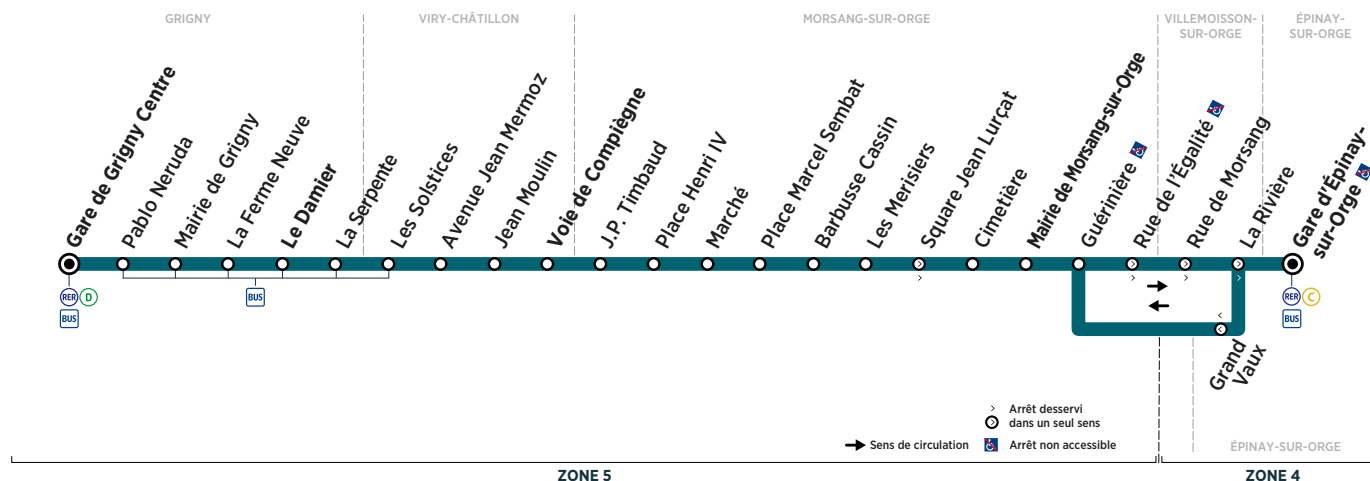 GRIGNY
VIRY-CHÂTILLON
MORSANG-SUR-ORGE
VILLEMOISSON-
SUR-ORGE
ÉPINAY-
SUR-ORGE
Gare de Grigny Centre
Pablo Neruda
Mairie de Grigny
La Ferme Neuve
Le Damier
La Serpente
Les Solstices
Avenue Jean Mermoz
Jean Moulin
Voie de Compiègne
J.P. Timbaud
Place Henri IV
Marché
Place Marcel Sembat
Barbusse Cassin
Les Merisiers
Square Jean Lurçat
Cimetière
Mairie de Morsang-sur-Orge
Guérinière
Rue de l'Égalité
Rue de Morsang
La Rivière
Gare d'Épinay-
sur-Orge
RER D
BUS
BUS
RER C
BUS
Grand
Vaux
Arrêt desservi
dans un seul sens
Sens de circulation
Arrêt non accessible
ÉPINAY-SUR-ORGE
ZONE 5
ZONE 4